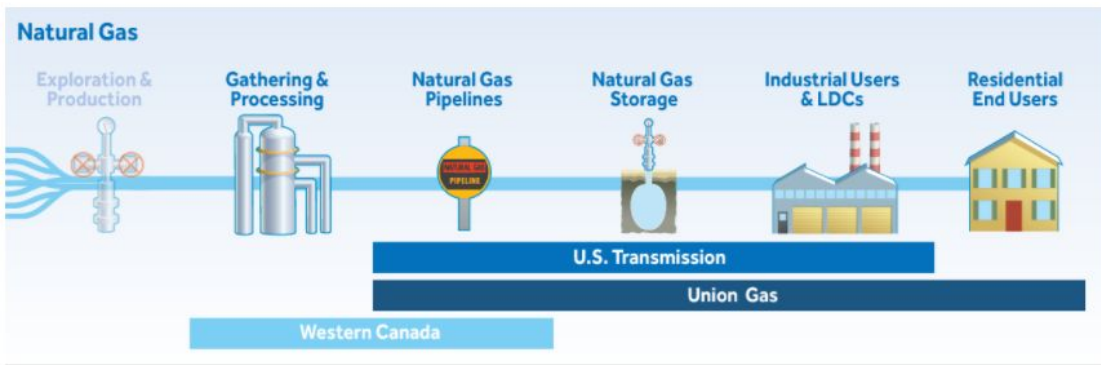 Natural Gas
Exploration &
Production
Gathering &
Processing
Natural Gas
Pipelines
Natural Gas
Storage
Industrial Users
& LDCs
Residential
End Users
NATURAL GAS
PIPELINE
U.S. Transmission
Union Gas
Western Canada